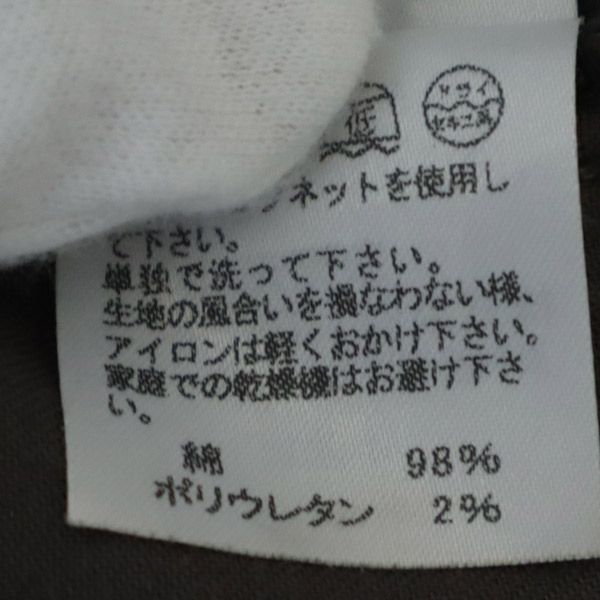 低
ドライ
セキユ系
ネットを使用し
て下さい。
単独で洗って下さい。
生地の風合いを損なわない様、
アイロンは軽くおかけ下さい。
家庭での乾燥機はお避け下さ
い。
綿 98%
ポリウレタン 2%